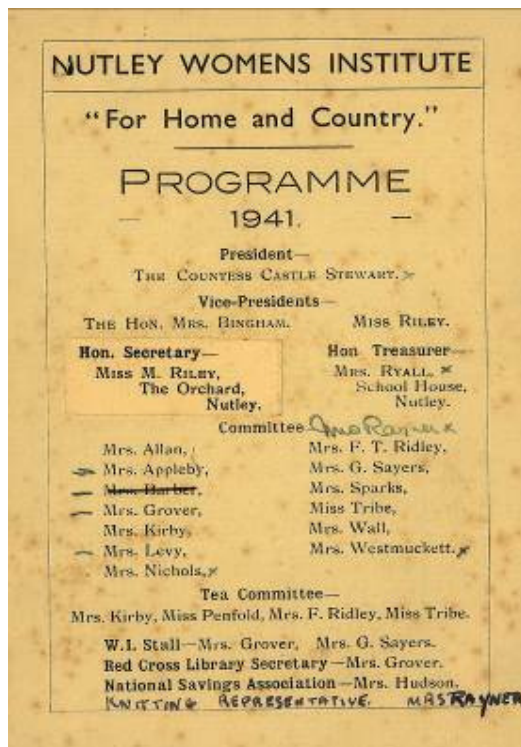 NUTLEY WOMENS INSTITUTE
"For Home and Country."
PROGRAMME
1941.
President—
THE COUNTESS CASTLE STEWART.
Vice-Presidents—
THE HON. MRS. BINGHAM. MISS RILEY.
Hon. Secretary— Hon Treasurer—
MISS M. RILEY, MRS. RYALL,
The Orchard, School House,
Nutley. Nutley.
Committee— Mrs Rayner
Mrs. Allan, Mrs. F. T. Ridley,
Mrs. Appleby, Mrs. G. Sayers,
Mrs. Barber, Mrs. Sparks,
Mrs. Grover, Miss Tribe,
Mrs. Kirby, Mrs. Wall,
Mrs. Levy, Mrs. Westmuckett.
Mrs. Nichols,
Tea Committee—
Mrs. Kirby, Miss Penfold, Mrs. F. Ridley, Miss Tribe.
W.I. Stall—Mrs. Grover, Mrs. G. Sayers.
Red Cross Library Secretary—Mrs. Grover.
National Savings Association—Mrs. Hudson.
KNITTING REPRESENTATIVE. MRS RAYNER